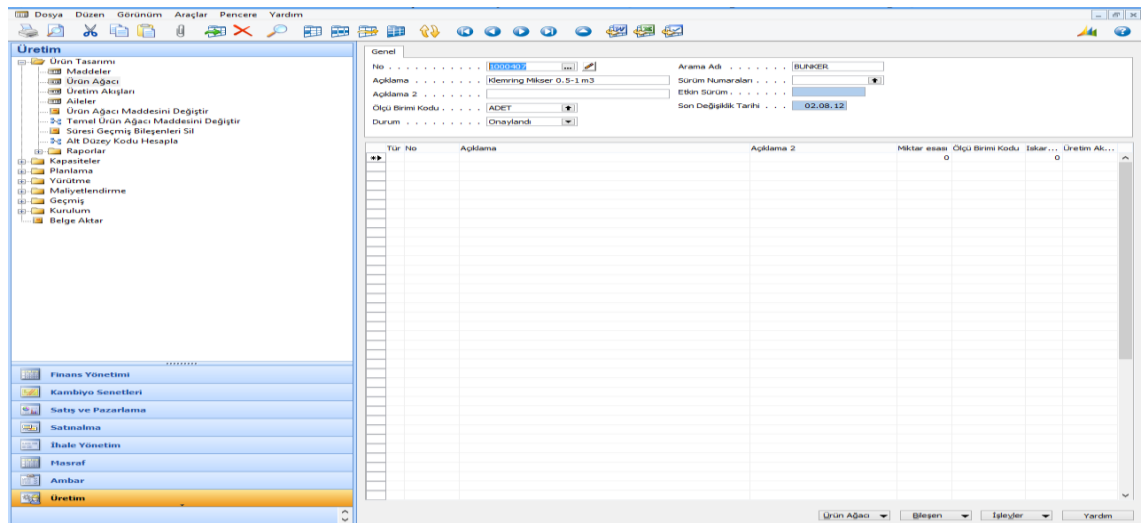 Dosya Düzen Görünüm Araçlar Pencere Yardım
Üretim
Ürün Tasarımı
Maddeler
Ürün Ağacı
Üretim Akışları
Aileler
Ürün Ağacı Maddesini Değiştir
Temel Ürün Ağacı Maddesini Değiştir
Süresi Geçmiş Bileşenleri Sil
Alt Düzey Kodu Hesapla
Raporlar
Kapasiteler
Planlama
Yürütme
Maliyetlendirme
Geçmiş
Kurulum
Belge Aktar
Finans Yönetimi
Kambiyo Senetleri
Satış ve Pazarlama
Satınalma
İhale Yönetim
Masraf
Ambar
Üretim
Genel
No . . . . . . . . . . . . 1000402 ... Arama Adı . . . . . . . BUNKER
Açıklama . . . . . . . . . Klemring Mikser 0.5-1 m3 Sürüm Numaraları . . . .
Açıklama 2 . . . . . . . . Etkin Sürüm . . . . . . .
Ölçü Birimi Kodu . . . . . ADET Son Değişiklik Tarihi . . . 02.08.12
Durum . . . . . . . . . Onaylandı
Tür No Açıklama Açıklama 2 Miktar esası Ölçü Birimi Kodu Iskar... Üretim Ak...
0 0
Ürün Ağacı Bileşen İşlevler Yardım